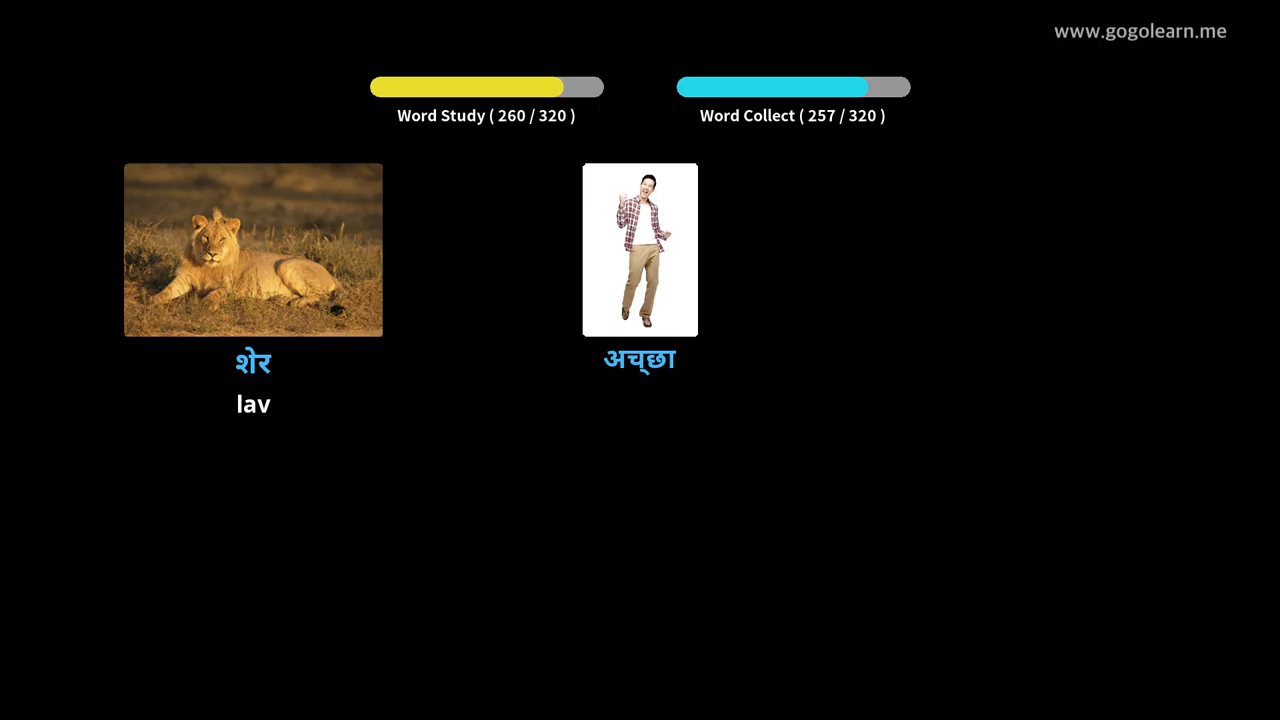 www.gogolearn.me
Word Study ( 260 / 320 )
Word Collect ( 257 / 320 )
शेर
अच्छा
lav